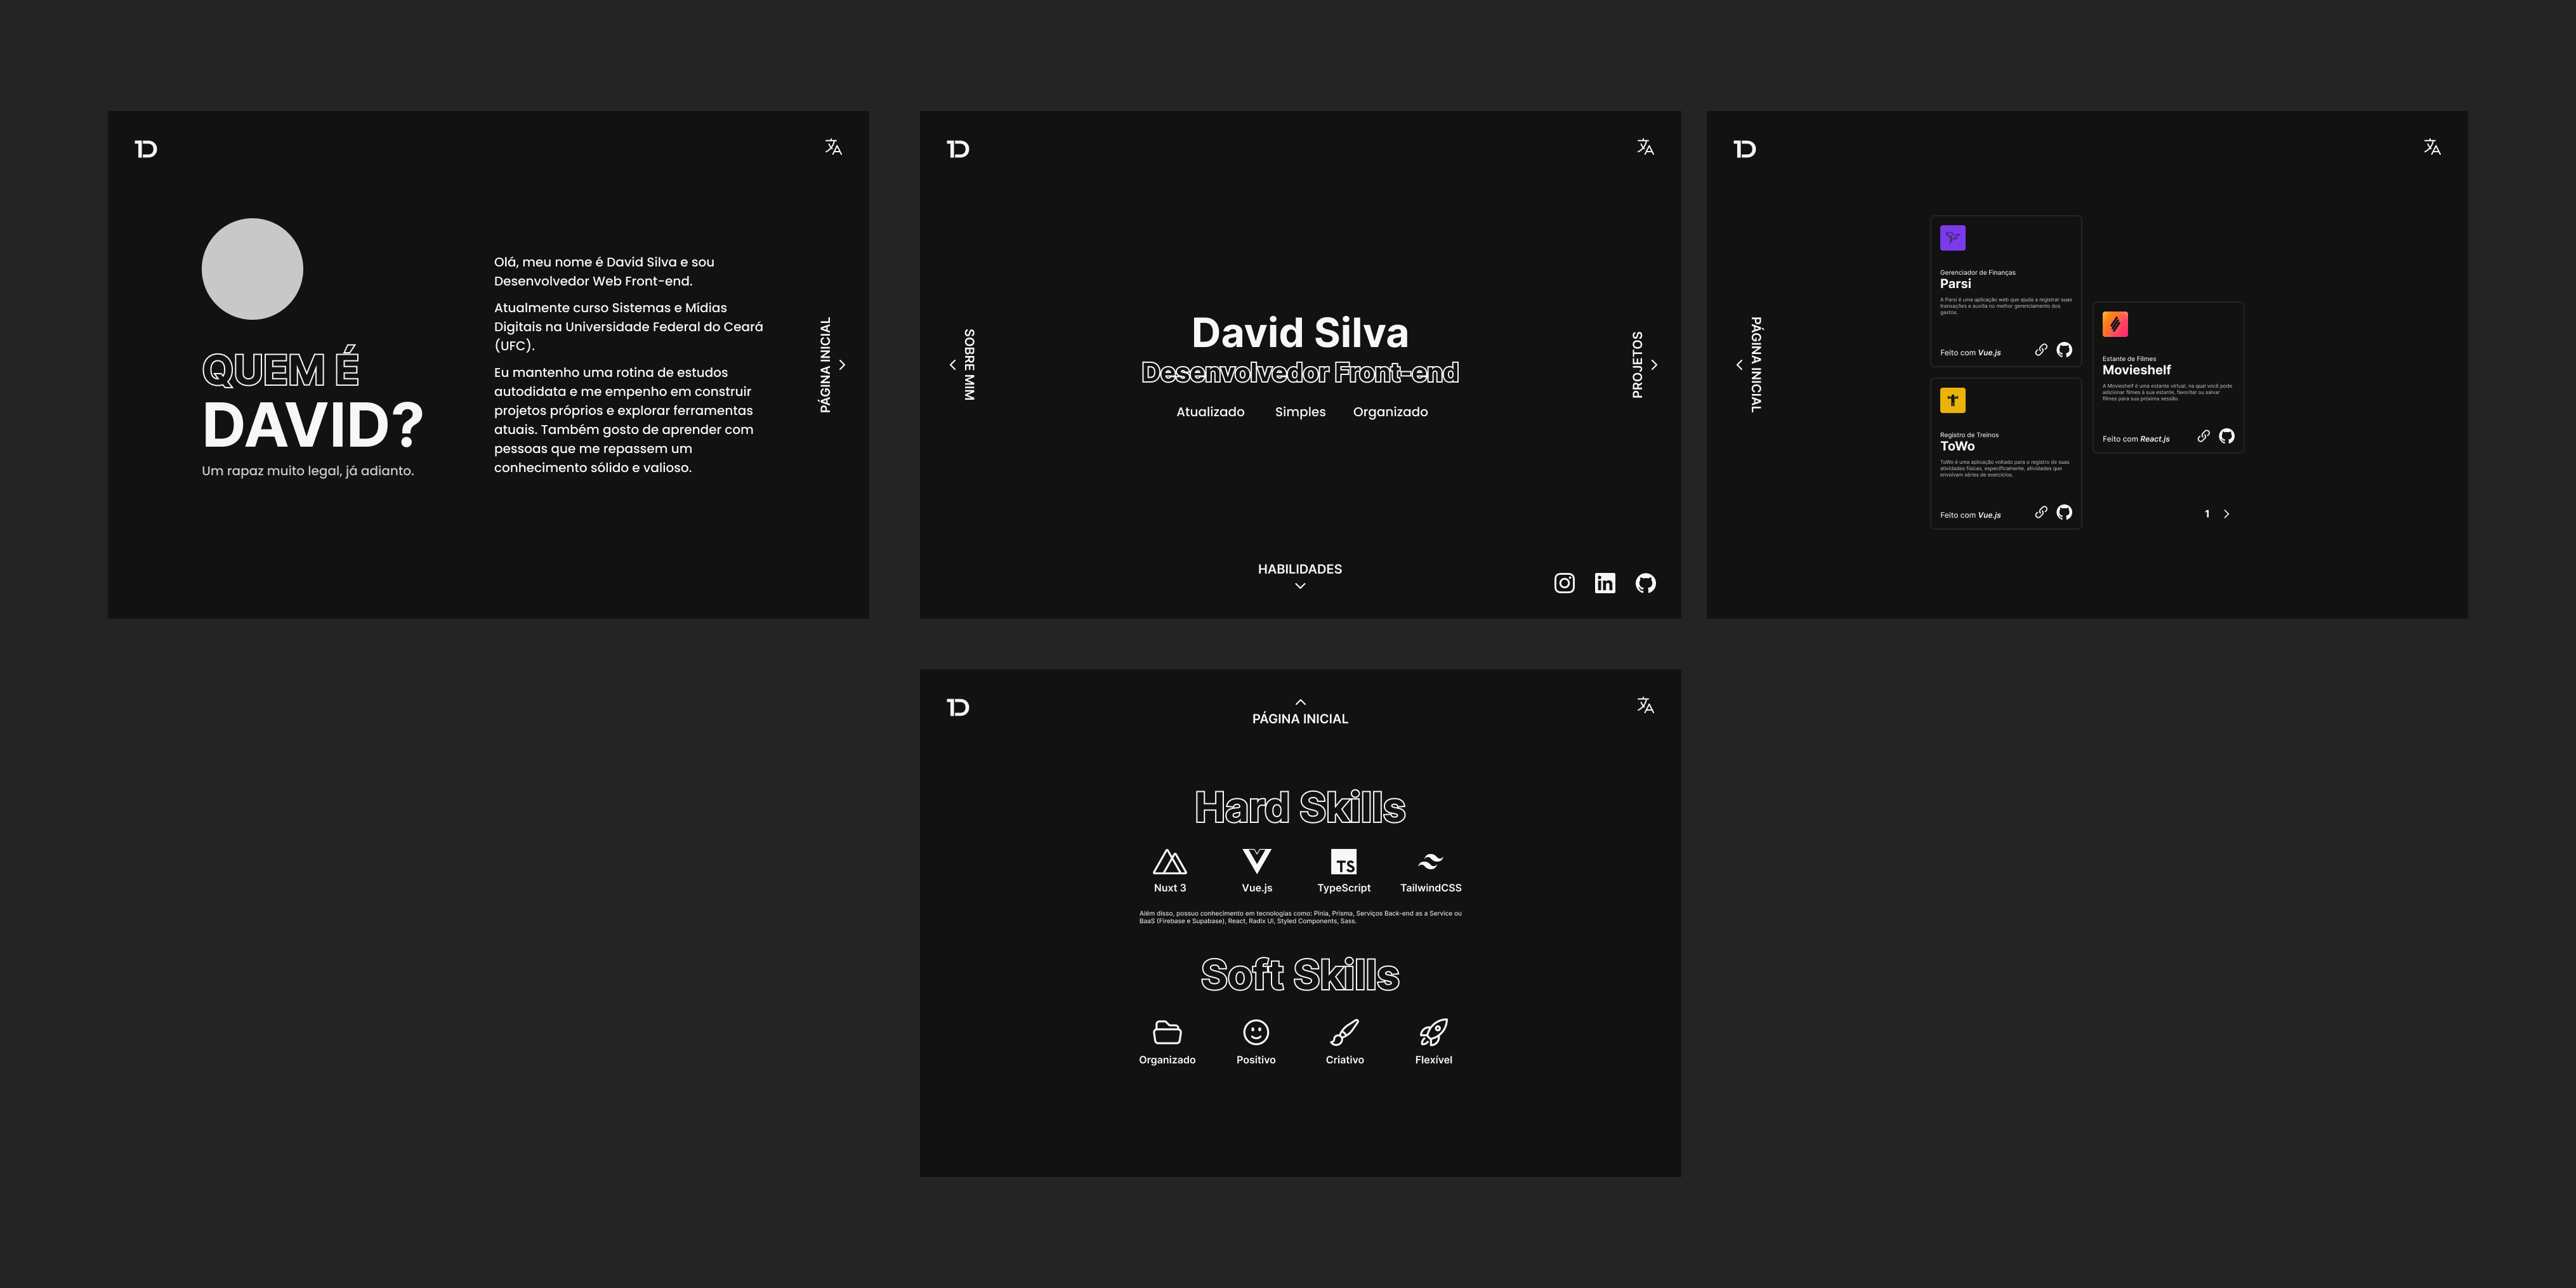 QUEM É
DAVID?
Um rapaz muito legal, já adianto.
Olá, meu nome é David Silva e sou
Desenvolvedor Web Front-end.
Atualmente curso Sistemas e Mídias
Digitais na Universidade Federal do Ceará
(UFC).
Eu mantenho uma rotina de estudos
autodidata e me empenho em construir
projetos próprios e explorar ferramentas
atuais. Também gosto de aprender com
pessoas que me repassem um
conhecimento sólido e valioso.
PÁGINA INICIAL
SOBRE MIM
David Silva
Desenvolvedor Front-end
Atualizado Simples Organizado
PROJETOS
HABILIDADES
PÁGINA INICIAL
Gerenciador de Finanças
Parsi
A Parsi é uma aplicação web que ajuda a registrar suas
transações e auxilia no melhor gerenciamento dos
gastos.
Feito com Vue.js
Registro de Treinos
ToWo
ToWo é uma aplicação voltado para o registro de suas
atividades físicas, especificamente, atividades que
envolvam séries de exercícios.
Feito com Vue.js
Estante de Filmes
Movieshelf
A Movieshelf é uma estante virtual, na qual você pode
adicionar filmes à sua estante, favoritar ou salvar
filmes para sua próxima sessão.
Feito com React.js
1
PÁGINA INICIAL
Hard Skills
TS
Nuxt 3 Vue.js TypeScript TailwindCSS
Além disso, possuo conhecimento em tecnologias como: Pinia, Prisma, Serviços Back-end as a Service ou
BaaS (Firebase e Supabase), React, Radix UI, Styled Components, Sass.
Soft Skills
Organizado Positivo Criativo Flexível